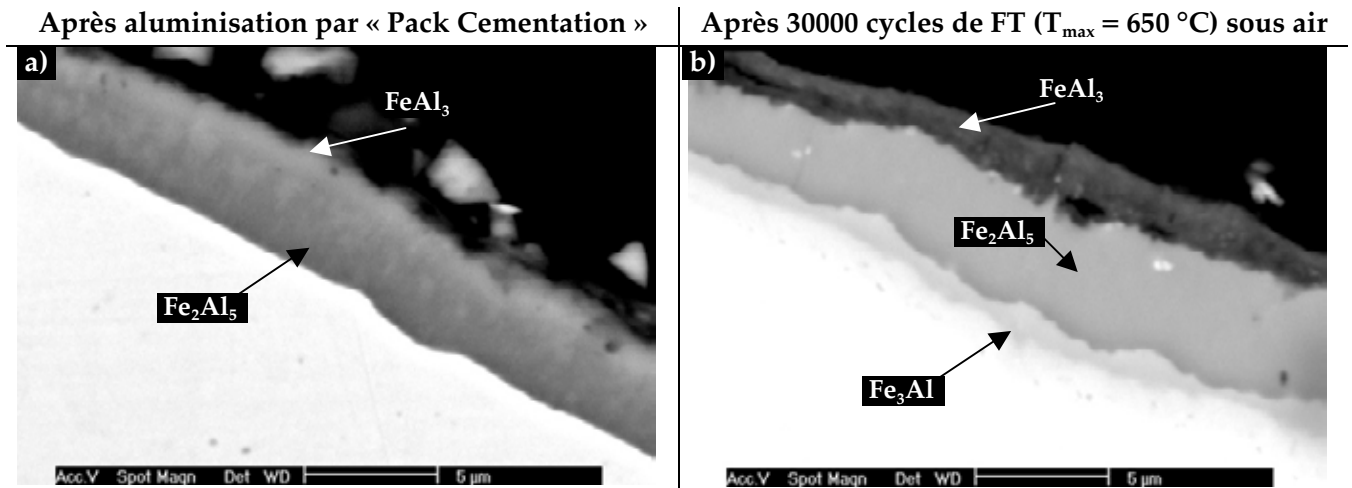 Après aluminisation par « Pack Cementation »
Après 30000 cycles de FT (Tmax = 650 °C) sous air
a)
FeAl3
Fe2Al5
Acc.V Spot Magn Det WD 5 µm
b)
FeAl3
Fe2Al5
Fe3Al
Acc.V Spot Magn Det WD 5 µm